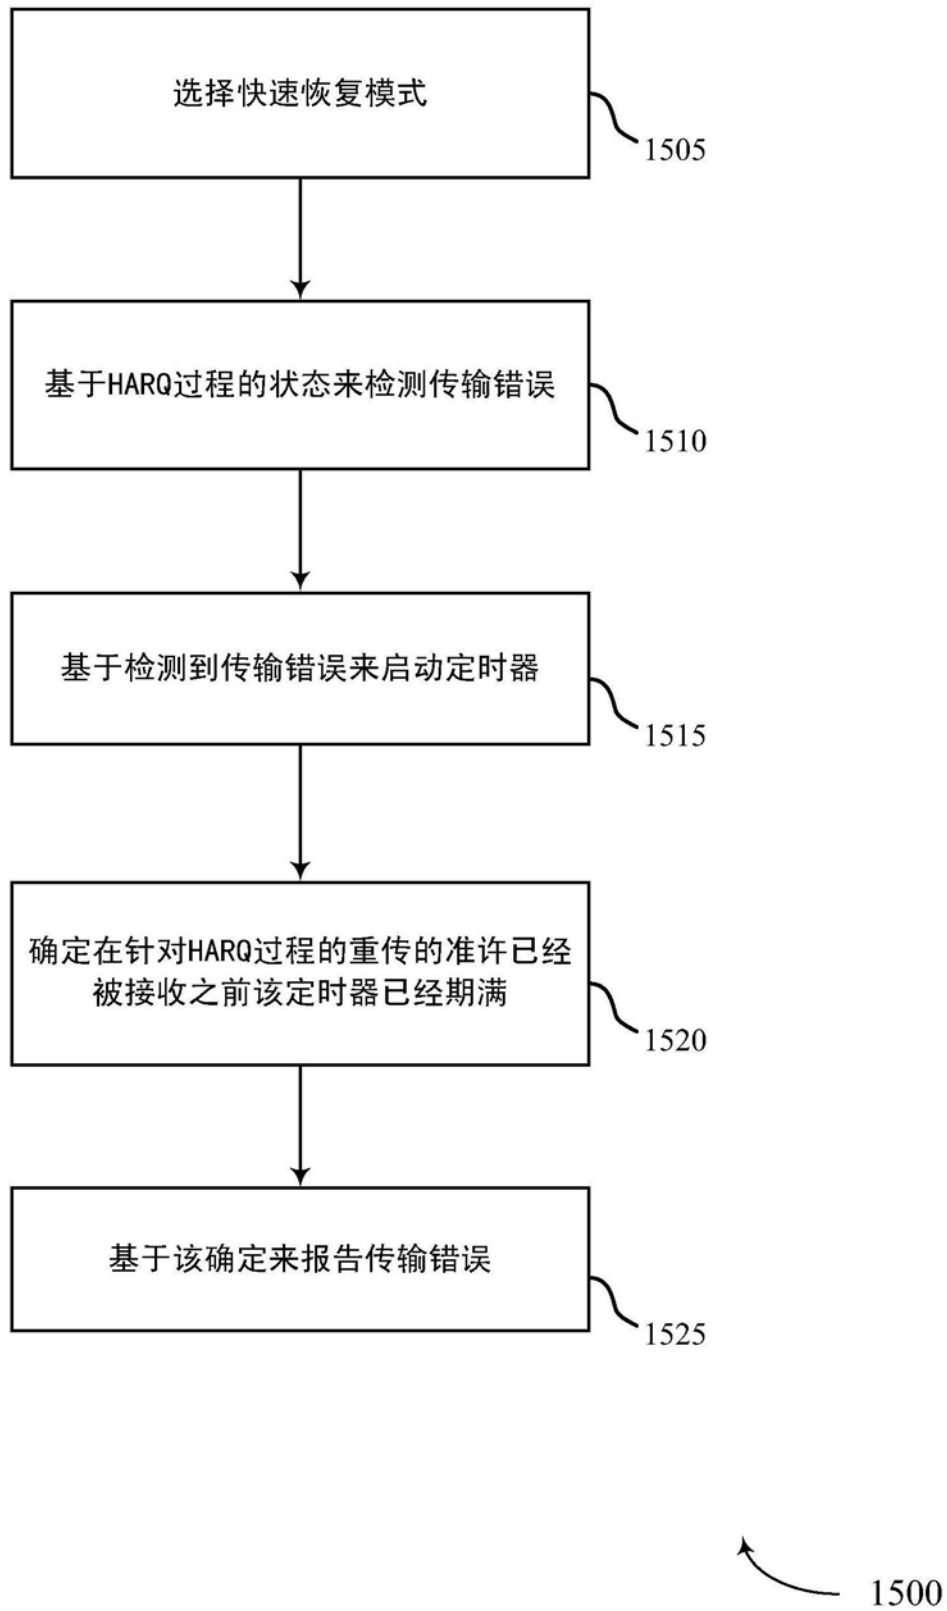 选择快速恢复模式
1505
基于HARQ过程的状态来检测传输错误
1510
基于检测到传输错误来启动定时器
1515
确定在针对HARQ过程的重传的准许已经
被接收之前该定时器已经期满
1520
基于该确定来报告传输错误
1525
1500